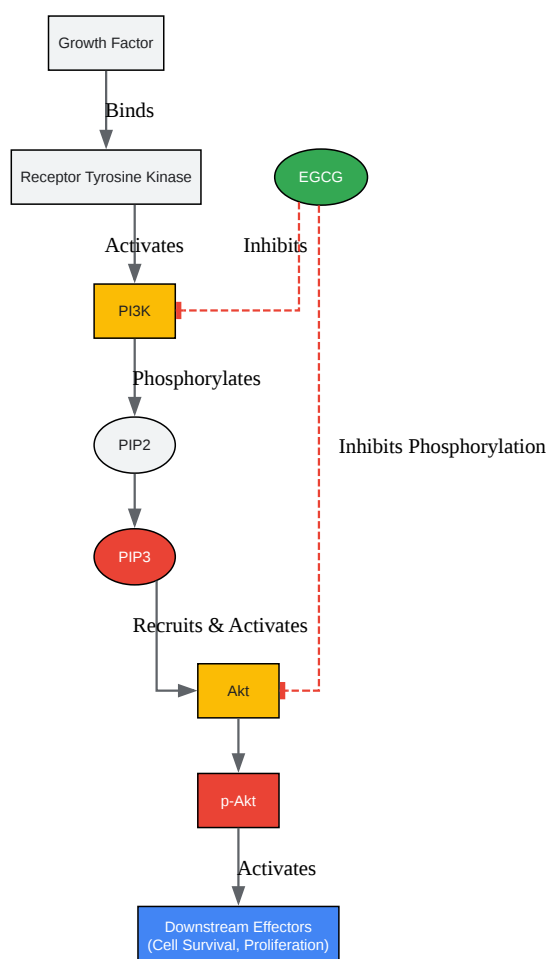 Growth Factor
Binds
Receptor Tyrosine Kinase
EGCG
Activates
Inhibits
PI3K
Phosphorylates
PIP2
Inhibits Phosphorylation
PIP3
Recruits & Activates
Akt
p-Akt
Activates
Downstream Effectors
(Cell Survival, Proliferation)